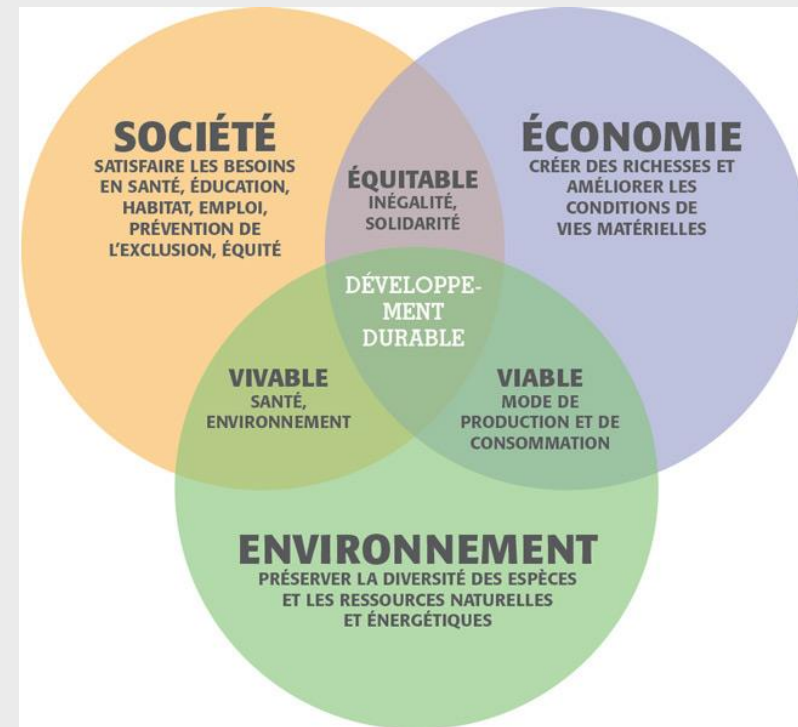 SOCIÉTÉ
SATISFAIRE LES BESOINS
EN SANTÉ, ÉDUCATION,
HABITAT, EMPLOI,
PRÉVENTION DE
L'EXCLUSION, ÉQUITÉ
ÉQUITABLE
INÉGALITÉ,
SOLIDARITÉ
ÉCONOMIE
CRÉER DES RICHESSES ET
AMÉLIORER LES
CONDITIONS DE
VIES MATÉRIELLES
DÉVELOPPE-
MENT
DURABLE
VIVABLE
SANTÉ,
ENVIRONNEMENT
VIABLE
MODE DE
PRODUCTION ET DE
CONSOMMATION
ENVIRONNEMENT
PRÉSERVER LA DIVERSITÉ DES ESPÈCES
ET LES RESSOURCES NATURELLES
ET ÉNERGÉTIQUES